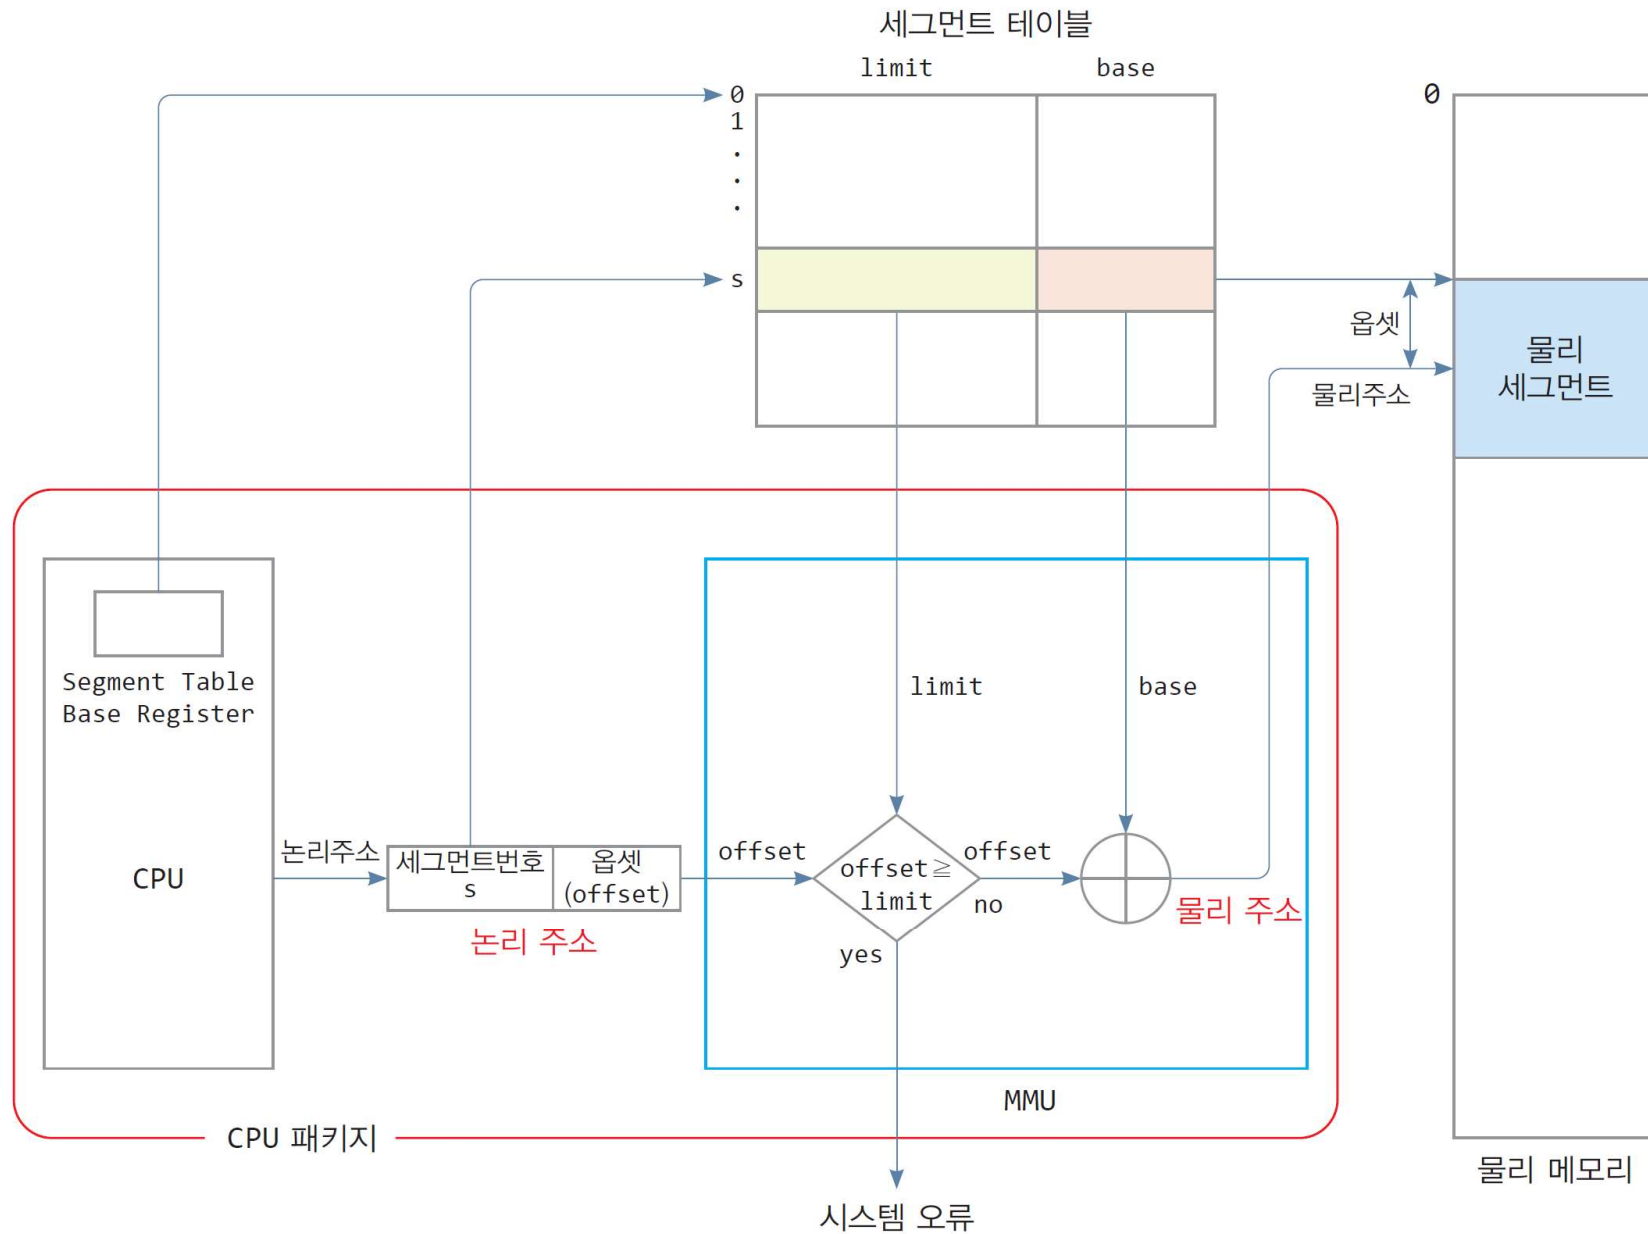 세그먼트 테이블
limit
base
0
1
.
.
.
s
0
옵셋
물리주소
물리
세그먼트
Segment Table
Base Register
CPU
논리주소
세그먼트번호
s
옵셋
(offset)
논리 주소
limit
base
offset
offset≧
limit
offset
no
yes
물리 주소
MMU
CPU 패키지
시스템 오류
물리 메모리